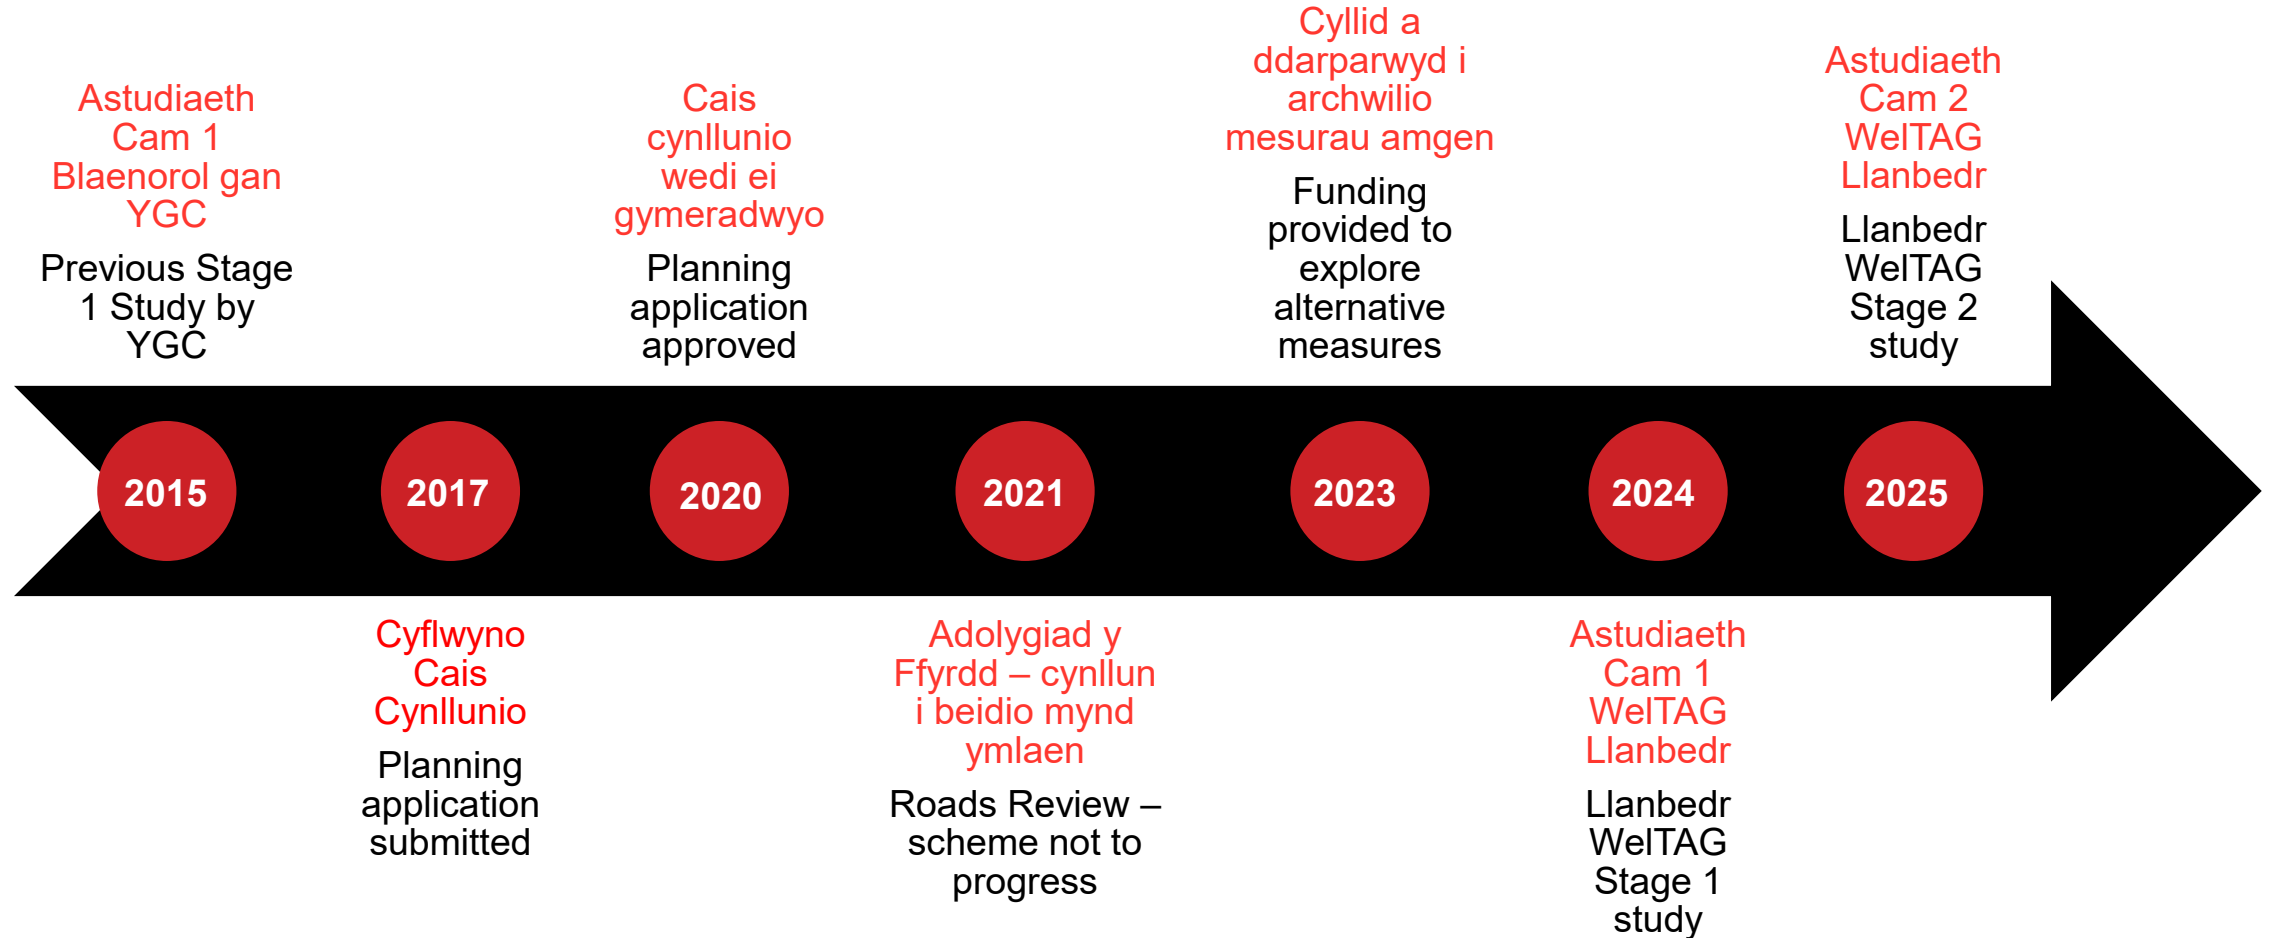 Astudiaeth
Cam 1
Blaenorol gan
YGC
Previous Stage
1 Study by
YGC
Cais
cynllunio
wedi ei
gymeradwyo
Planning
application
approved
Cyllid a
ddarparwyd i
archwilio
mesurau amgen
Funding
provided to
explore
alternative
measures
Astudiaeth
Cam 2
WelTAG
Llanbedr
Llanbedr
WelTAG
Stage 2
study
2015
2017
2020
2021
2023
2024
2025
Cyflwyno
Cais
Cynllunio
Planning
application
submitted
Adolygiad y
Ffyrdd – cynllun
i beidio mynd
ymlaen
Roads Review –
scheme not to
progress
Astudiaeth
Cam 1
WelTAG
Llanbedr
Llanbedr
WelTAG
Stage 1
study